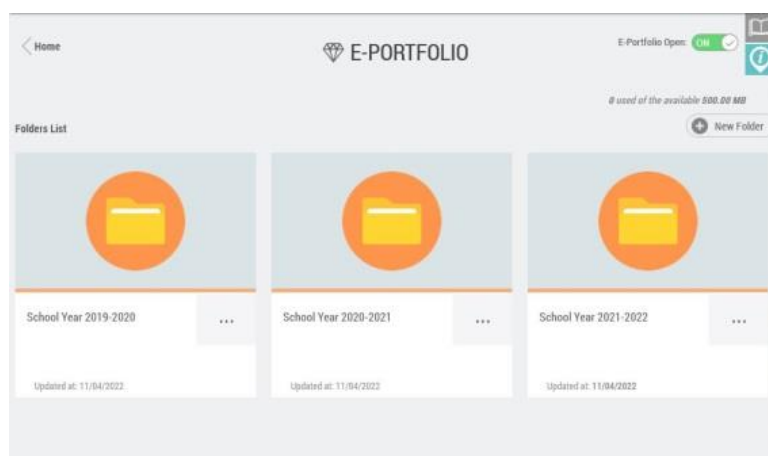 Home
E-PORTFOLIO
E-Portfolio Open: ON
0 used of the available 500.00 MB
Folders List
New Folder
School Year 2019-2020
School Year 2020-2021
School Year 2021-2022
Updated at: 11/04/2022
Updated at: 11/04/2022
Updated at: 11/04/2022